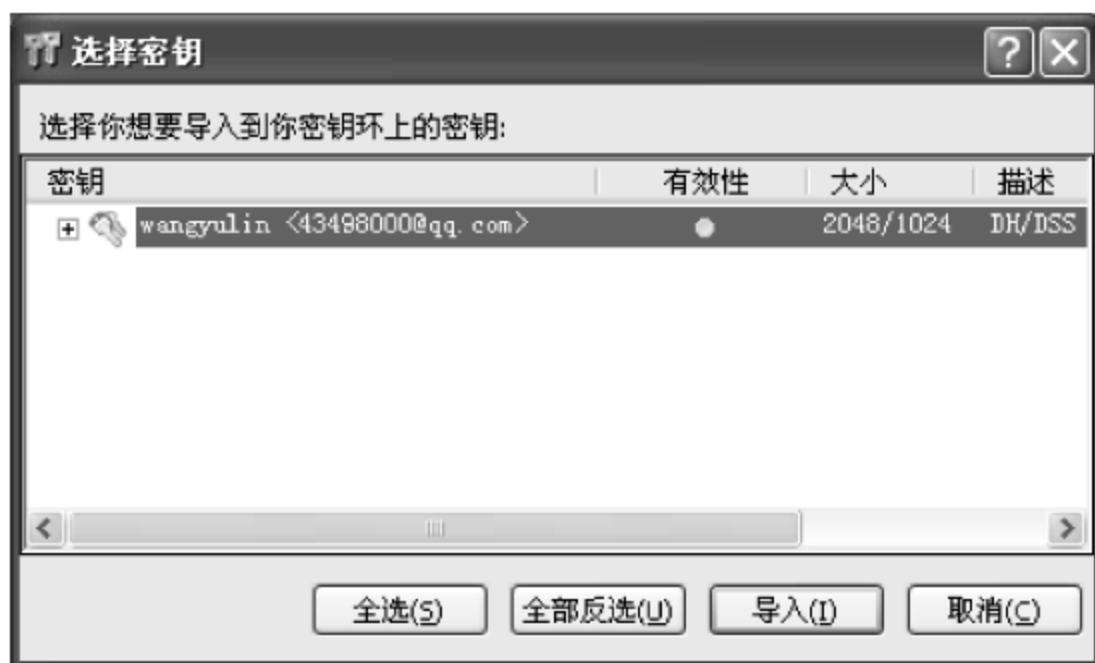 选择密钥
选择你想要导入到你密钥环上的密钥:
密钥 有效性 大小 描述
wangyulin <43498000@qq.com> 2048/1024 DH/DSS
全选(S) 全部反选(U) 导入(I) 取消(C)